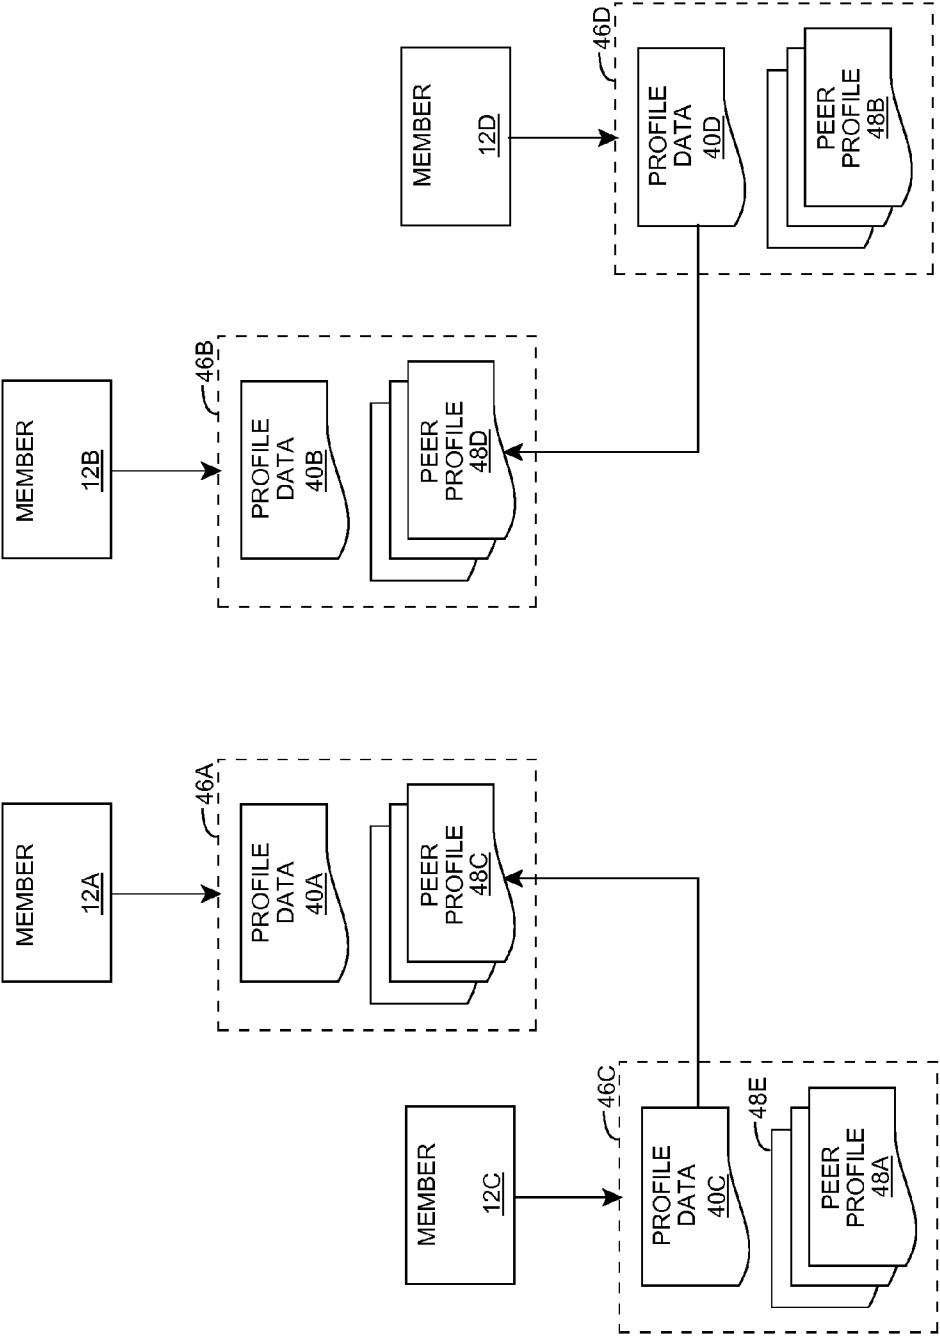 MEMBER
12A
MEMBER
12B
46A
46B
PROFILE
DATA
40A
PROFILE
DATA
40B
PEER
PROFILE
48C
PEER
PROFILE
48D
MEMBER
12C
MEMBER
12D
46C
46D
PROFILE
DATA
40C
PROFILE
DATA
40D
48E
PEER
PROFILE
48A
PEER
PROFILE
48B